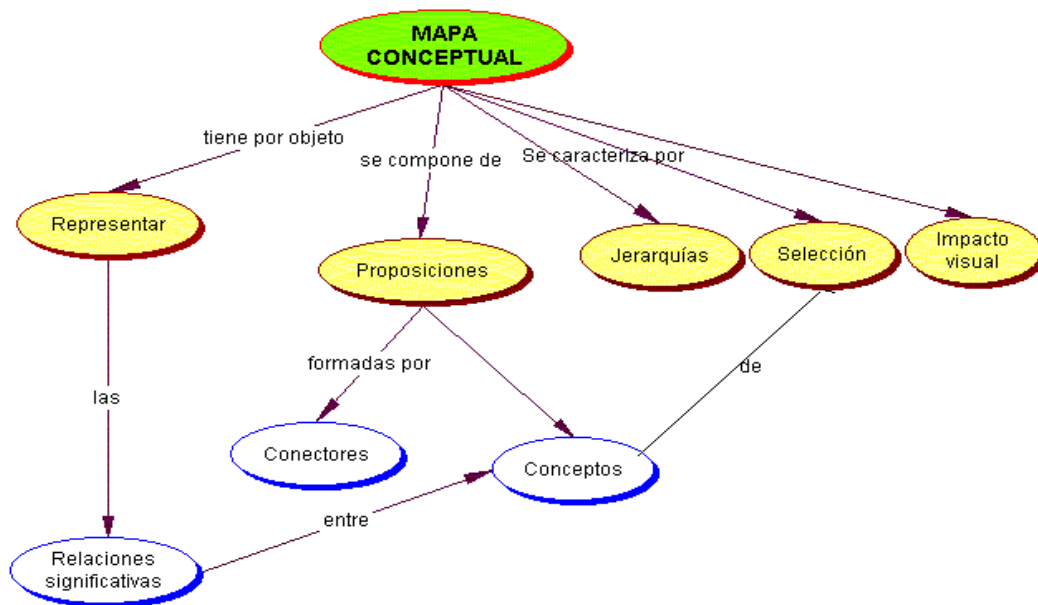 MAPA
CONCEPTUAL
tiene por objeto
se compone de
Se caracteriza por
Representar
Proposiciones
Jerarquías
Selección
Impacto
visual
formadas por
de
las
Conectores
Conceptos
entre
Relaciones
significativas